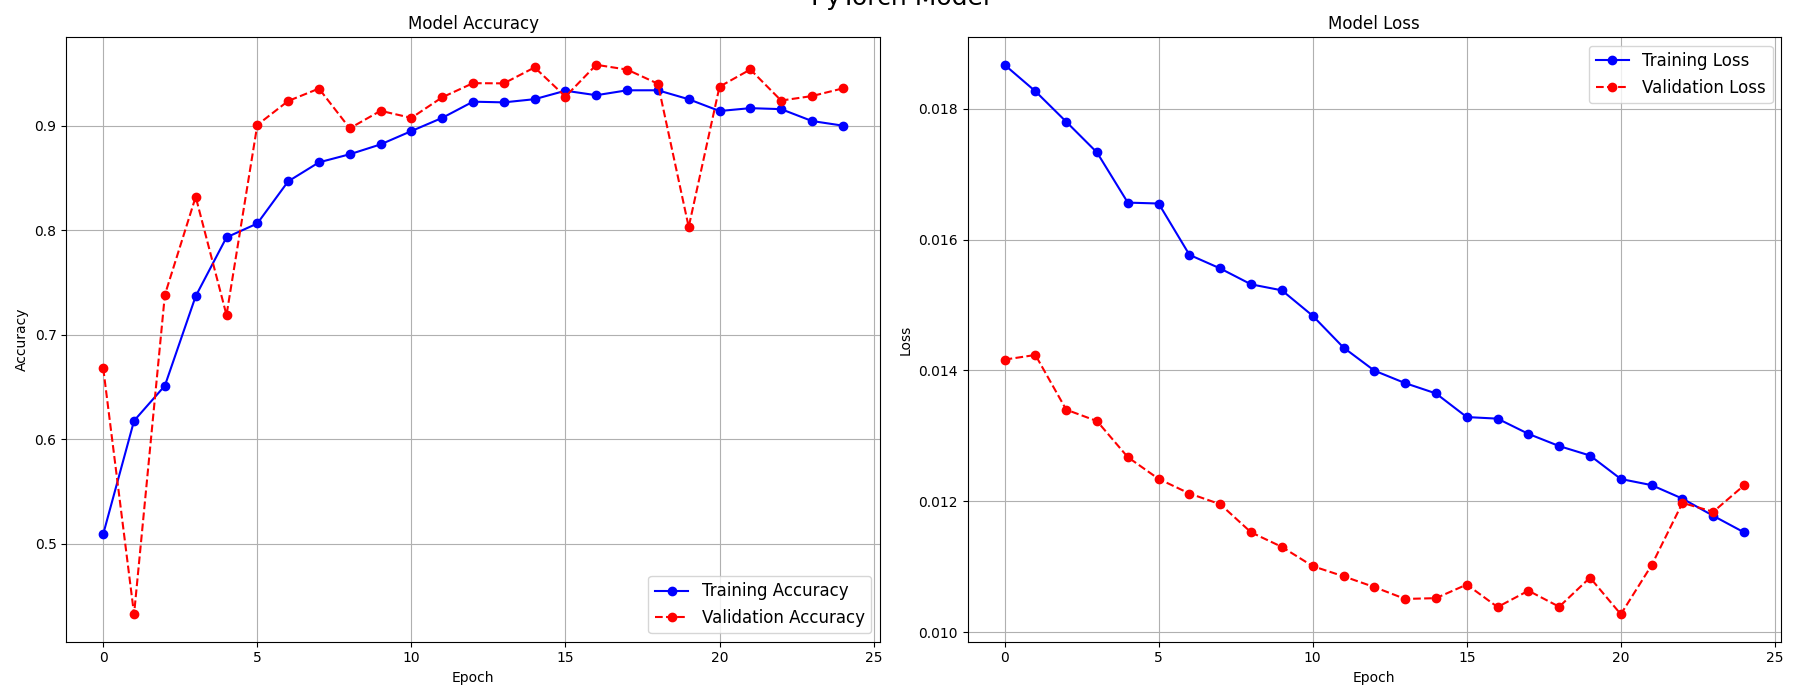 PyTorch Model
Model Accuracy
Accuracy
0.9
0.8
0.7
0.6
0.5
Training Accuracy
Validation Accuracy
0 5 10 15 20 25
Epoch
Model Loss
Loss
0.018
0.016
0.014
0.012
0.010
Training Loss
Validation Loss
0 5 10 15 20 25
Epoch